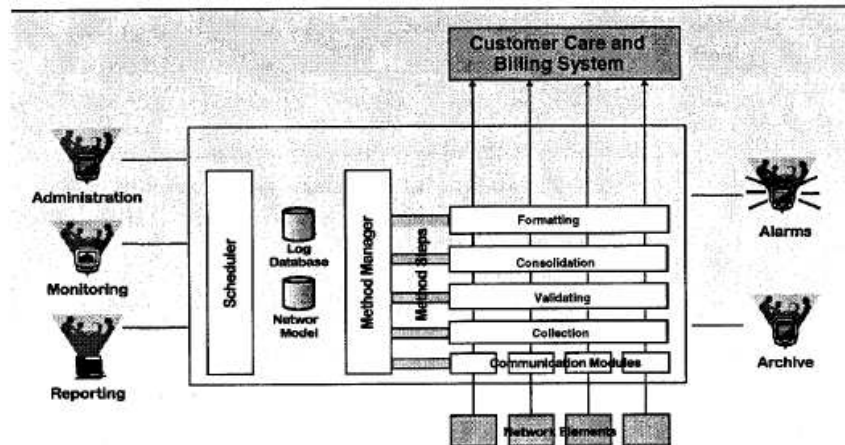 Customer Care and
Billing System
Administration
Monitoring
Reporting
Scheduler
Log
Database
Networ
Model
Method Manager
Method Steps
Formatting
Consolidation
Validating
Collection
Communication Modules
Network Elements
Alarms
Archive